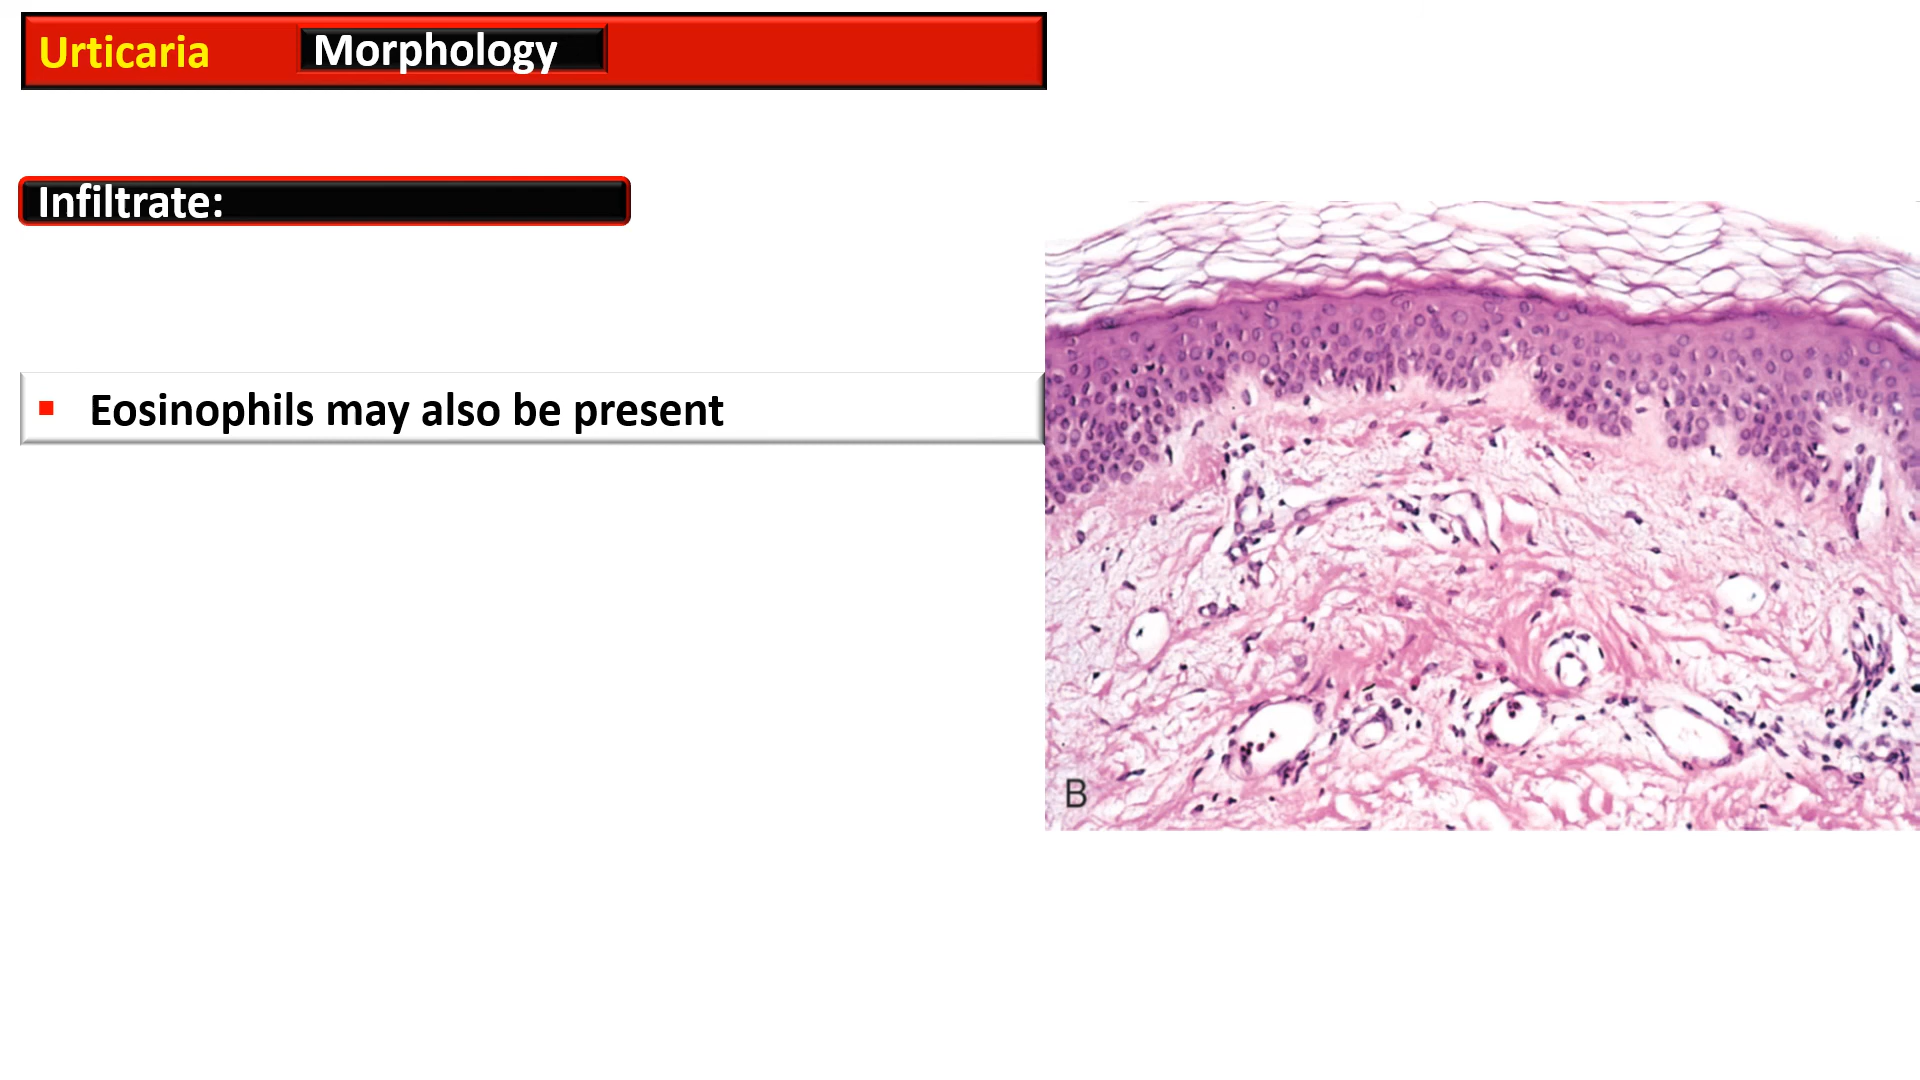 Urticaria Morphology
Infiltrate:
Eosinophils may also be present
B